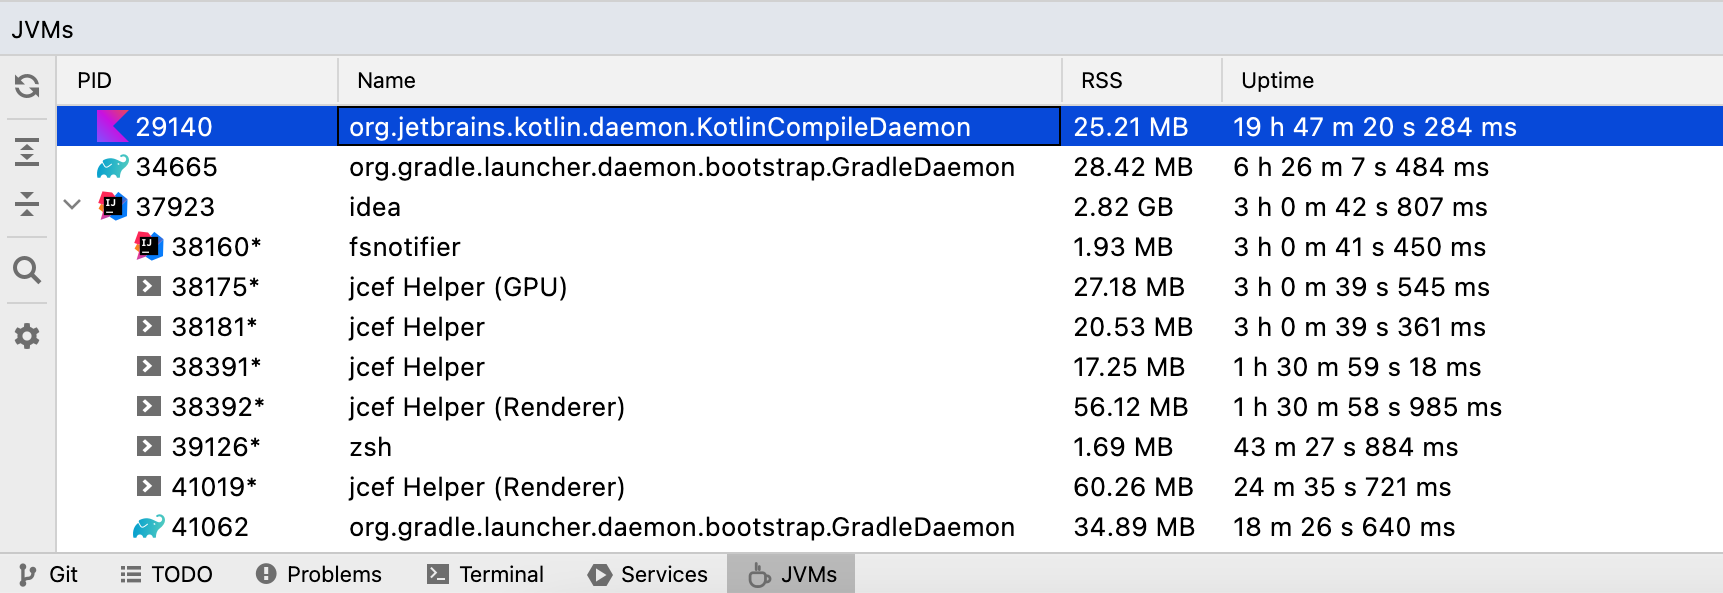 JVMs
PID Name RSS Uptime
29140 org.jetbrains.kotlin.daemon.KotlinCompileDaemon 25.21 MB 19 h 47 m 20 s 284 ms
34665 org.gradle.launcher.daemon.bootstrap.GradleDaemon 28.42 MB 6 h 26 m 7 s 484 ms
IJ 37923 idea 2.82 GB 3 h 0 m 42 s 807 ms
IJ 38160* fsnotifier 1.93 MB 3 h 0 m 41 s 450 ms
38175* jcef Helper (GPU) 27.18 MB 3 h 0 m 39 s 545 ms
38181* jcef Helper 20.53 MB 3 h 0 m 39 s 361 ms
38391* jcef Helper 17.25 MB 1 h 30 m 59 s 18 ms
38392* jcef Helper (Renderer) 56.12 MB 1 h 30 m 58 s 985 ms
39126* zsh 1.69 MB 43 m 27 s 884 ms
41019* jcef Helper (Renderer) 60.26 MB 24 m 35 s 721 ms
41062 org.gradle.launcher.daemon.bootstrap.GradleDaemon 34.89 MB 18 m 26 s 640 ms
Git TODO Problems Terminal Services JVMs